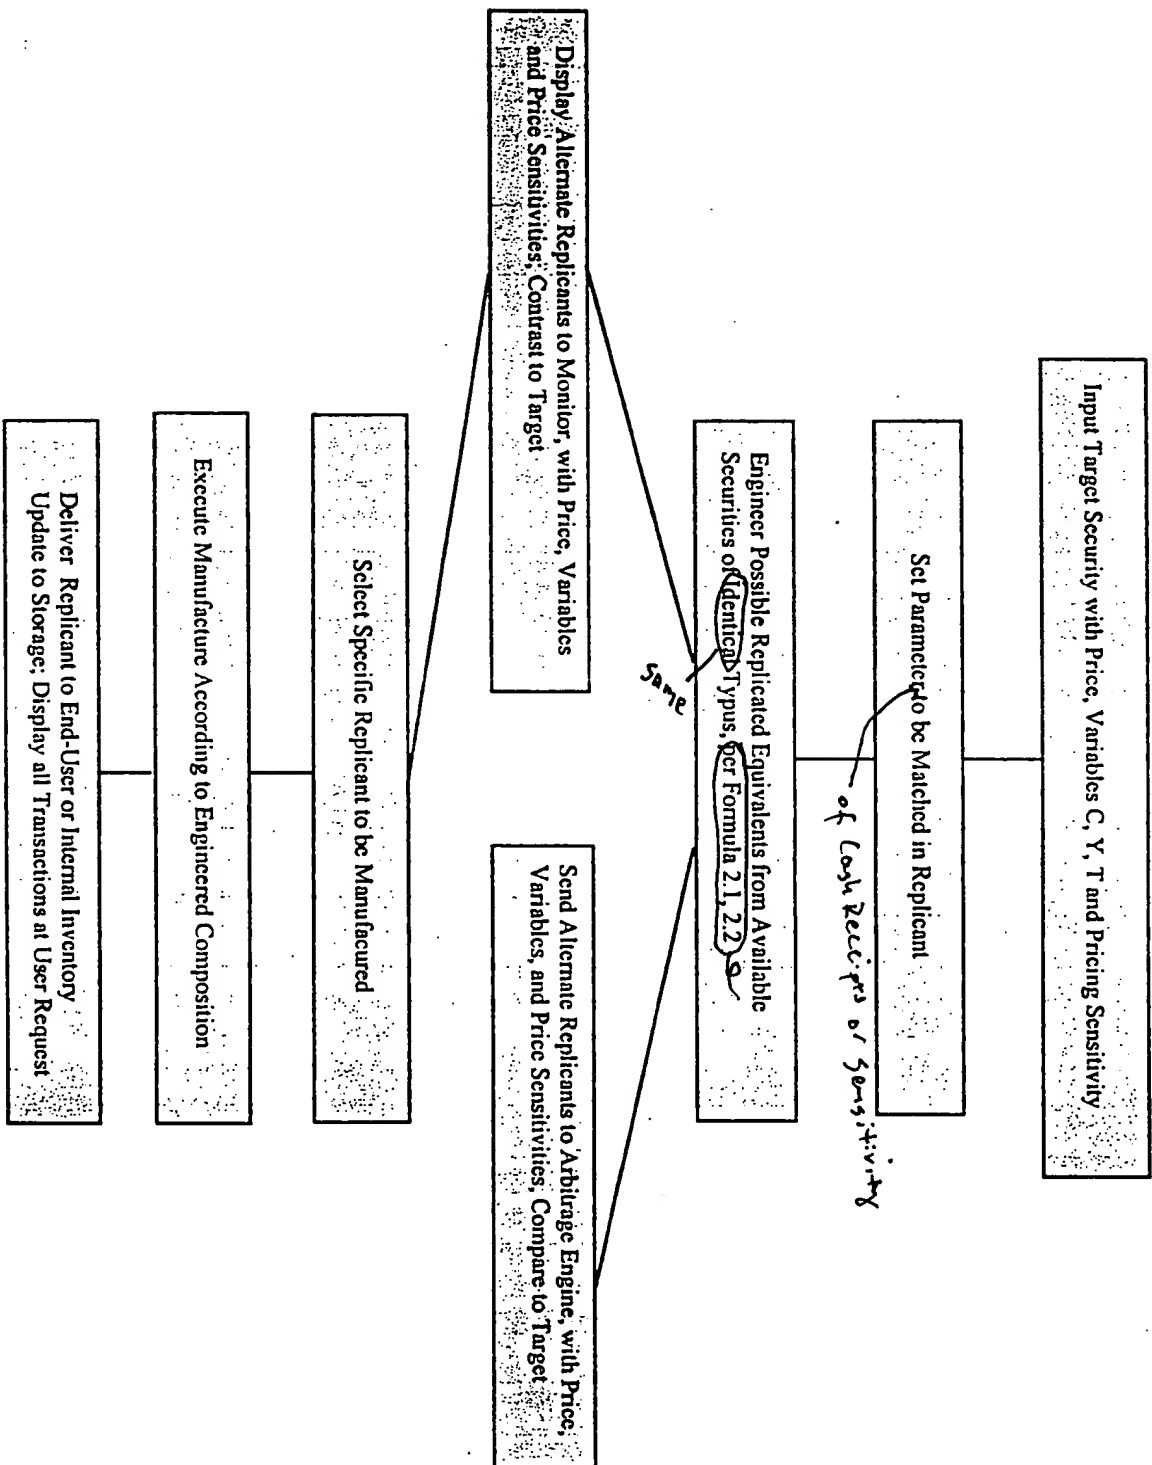 Input Target Security with Price, Variables C, Y, T and Pricing Sensitivity
Set Parameters to be Matched in Replicant
of Cash Receipts or Sensitivity
Engineer Possible Replicated Equivalents from Available
Securities of Identical Typus, per Formula 2.1, 2.2
same
Display Alternate Replicants to Monitor, with Price, Variables
and Price Sensitivities; Contrast to Target
Send Alternate Replicants to Arbitrage Engine, with Price,
Variables, and Price Sensitivities; Compare to Target
Select Specific Replicant to be Manufacured
Execute Manufacture According to Engineered Composition
Deliver Replicant to End-User or Internal Inventory
Update to Storage; Display all Transactions at User Request